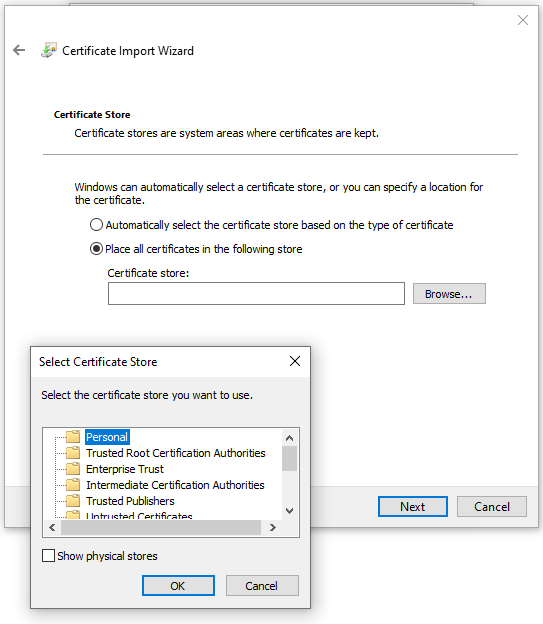 Certificate Import Wizard
Certificate Store
Certificate stores are system areas where certificates are kept.
Windows can automatically select a certificate store, or you can specify a location for
the certificate.
Automatically select the certificate store based on the type of certificate
Place all certificates in the following store
Certificate store:
Browse...
Select Certificate Store
Select the certificate store you want to use.
Personal
Trusted Root Certification Authorities
Enterprise Trust
Intermediate Certification Authorities
Trusted Publishers
Untrusted Certificates
Show physical stores
OK
Cancel
Next
Cancel